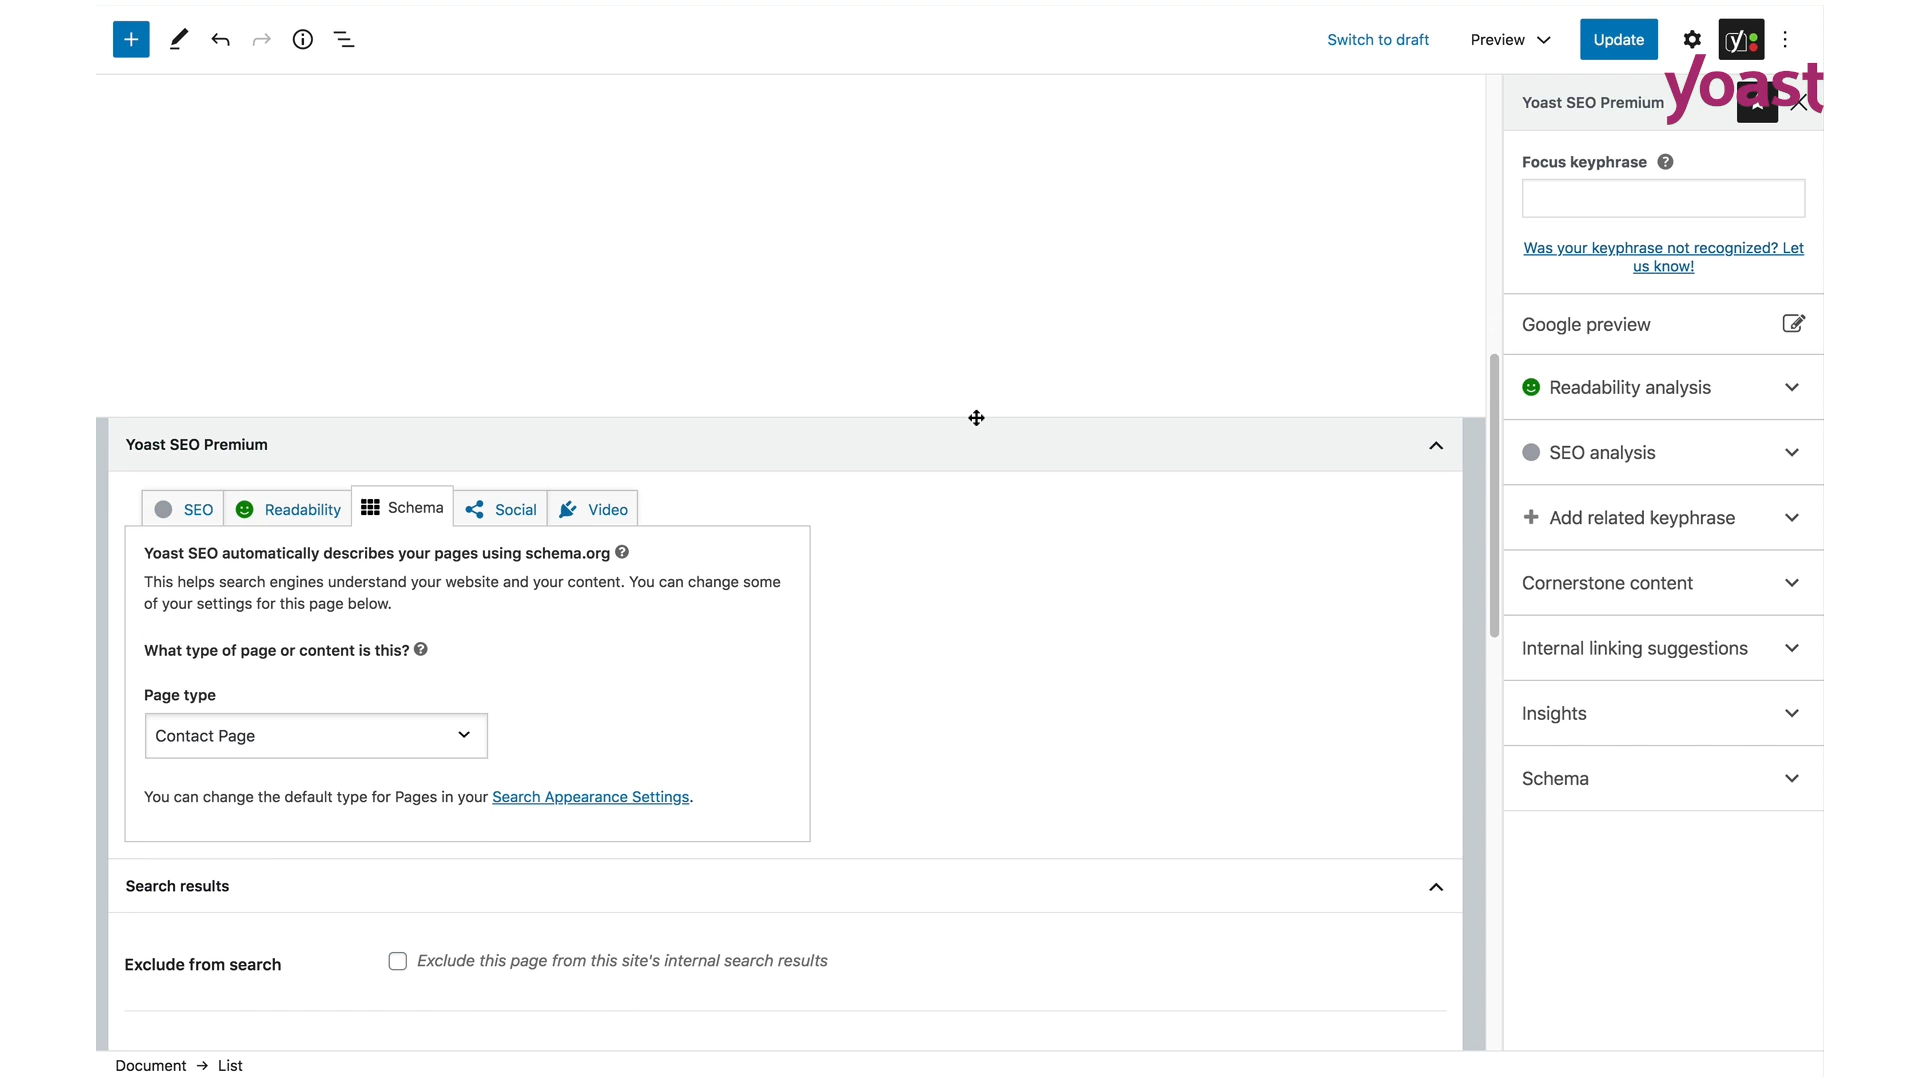 Switch to draft
Preview
Update
yoast
Yoast SEO Premium
Focus keyphrase
Was your keyphrase not recognized? Let
us know!
Google preview
Readability analysis
SEO analysis
Add related keyphrase
Cornerstone content
Internal linking suggestions
Insights
Schema
Yoast SEO Premium
SEO
Readability
Schema
Social
Video
Yoast SEO automatically describes your pages using schema.org
This helps search engines understand your website and your content. You can change some
of your settings for this page below.
What type of page or content is this?
Page type
Contact Page
You can change the default type for Pages in your Search Appearance Settings.
Search results
Exclude from search
Exclude this page from this site's internal search results
Document → List